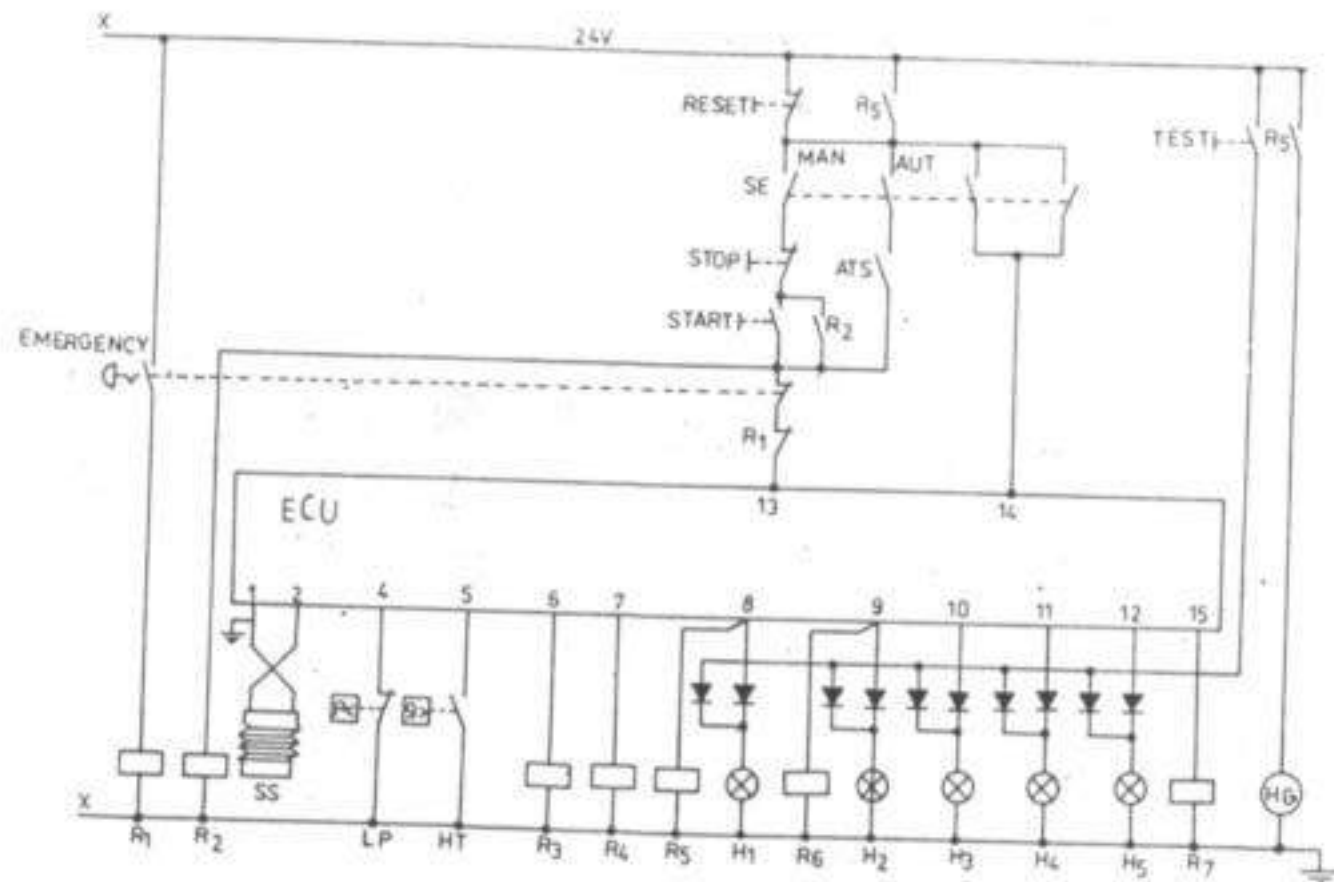 X
24V
RESET
R5
TEST
R5
MAN
AUT
SE
STOP
ATS
START
R2
EMERGENCY
R1
13
14
ECU
1 2 4 5 6 7 8 9 10 11 12 15
SS
HG
X
R1 R2 LP HT R3 R4 R5 H1 R6 H2 H3 H4 H5 R7